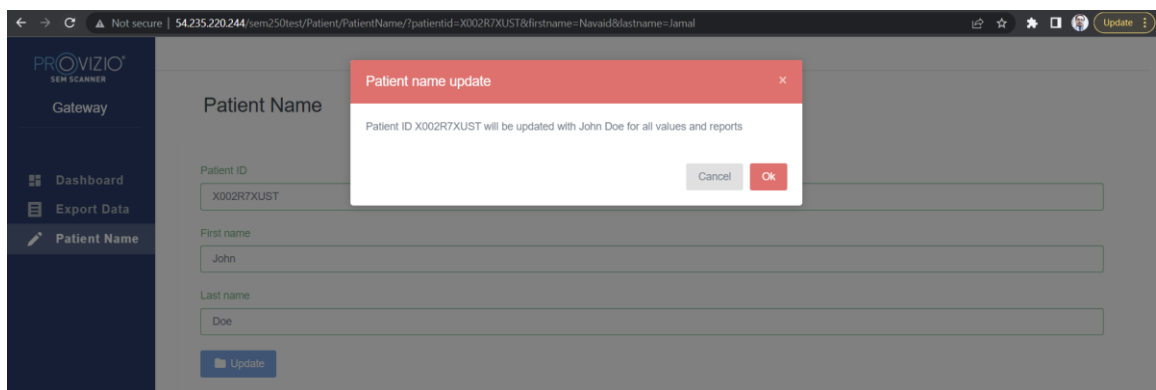 Not secure | 54.235.220.244/sem250test/Patient/PatientName/?patientid=X002R7XUST&firstname=Navaid&lastname=Jamal
Update
PROVIZIO®
SEM SCANNER
Gateway
Dashboard
Export Data
Patient Name
Patient Name
Patient name update ×
Patient ID X002R7XUST will be updated with John Doe for all values and reports
Cancel Ok
Patient ID
X002R7XUST
First name
John
Last name
Doe
Update